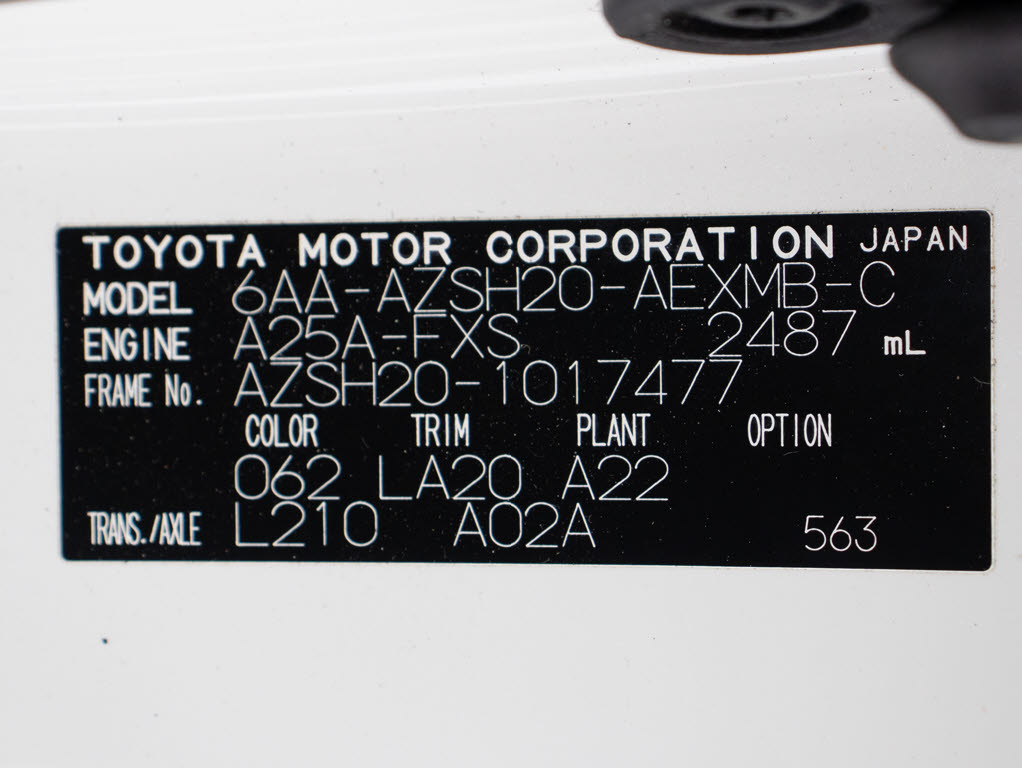 TOYOTA MOTOR CORPORATION JAPAN
MODEL 6AA-AZSH20-AEXMB-C
ENGINE A25A-FXS 2487 mL
FRAME No. AZSH20-1017477
COLOR TRIM PLANT OPTION
062 LA20 A22
TRANS./AXLE L210 A02A 563